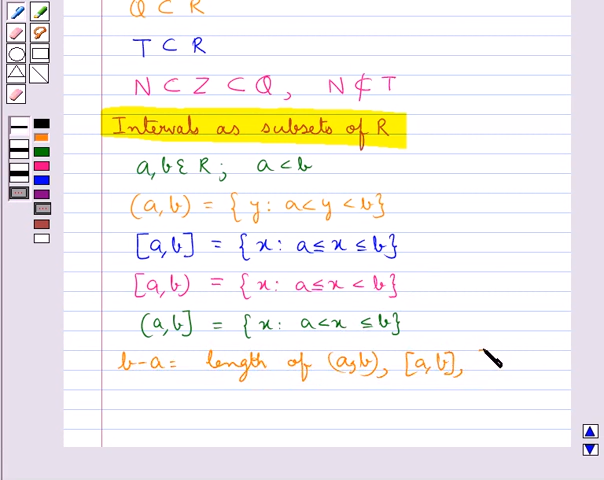 Q ⊂ R
T ⊂ R
N ⊂ Z ⊂ Q, N ⊄ T
Intervals as subsets of R
a, b ε R; a < b
(a, b) = { y: a < y < b}
[a, b] = { x: a ≤ x ≤ b}
[a, b) = { x: a ≤ x < b}
(a, b] = { x: a < x ≤ b}
b-a = length of (a, b), [a, b],